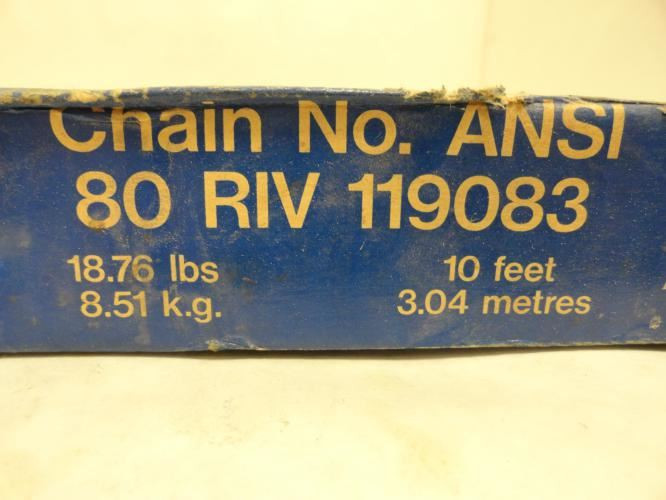 Chain No. ANSI
80 RIV 119083
18.76 lbs 10 feet
8.51 k.g. 3.04 metres